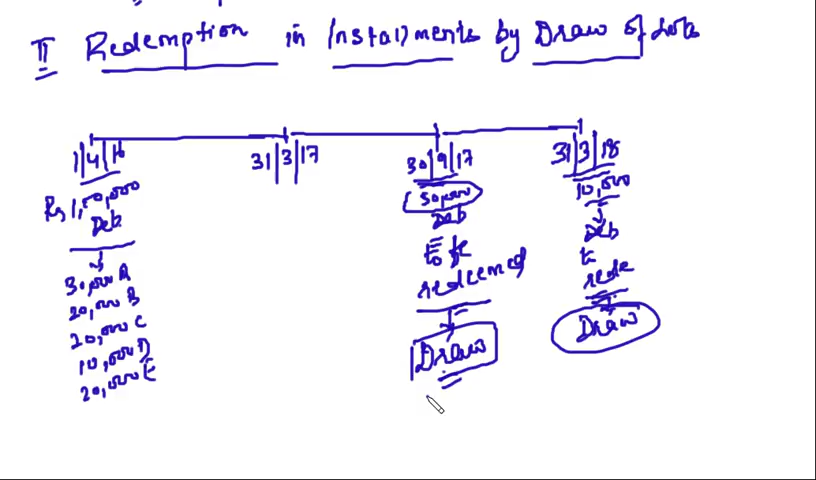 II Redemption in Installments by Draw of Lots
1/4/16
31/3/17
30/9/17
31/3/18
Rs 1,50,000
Deb
30,000 A
20,000 B
20,000 C
10,000 D
20,000 E
50,000
Deb
to be
redeemed
Draw
10,000
Deb
to
rede
Draw